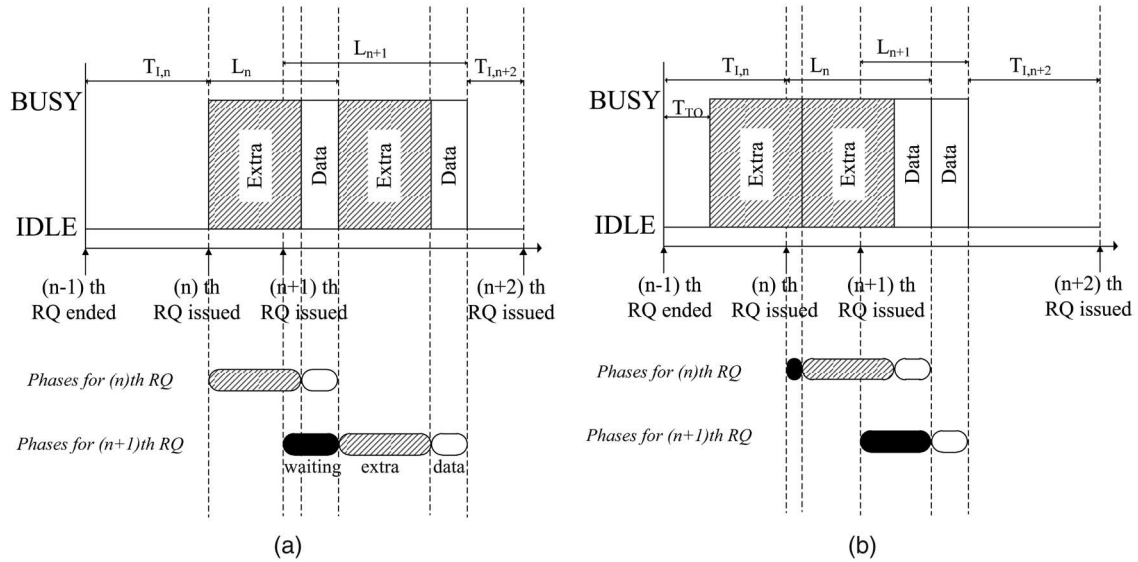 T_{I,n}
L_n
L_{n+1}
T_{I,n+2}
BUSY
Extra
Data
Extra
Data
IDLE
(n-1) th
RQ ended
(n) th
RQ issued
(n+1) th
RQ issued
(n+2) th
RQ issued
Phases for (n)th RQ
Phases for (n+1)th RQ
waiting
extra
data
(a)
T_{I,n}
L_n
L_{n+1}
T_{I,n+2}
BUSY
T_{TO}
Extra
Extra
Data
Data
IDLE
(n-1) th
RQ ended
(n) th
RQ issued
(n+1) th
RQ issued
(n+2) th
RQ issued
Phases for (n)th RQ
Phases for (n+1)th RQ
(b)